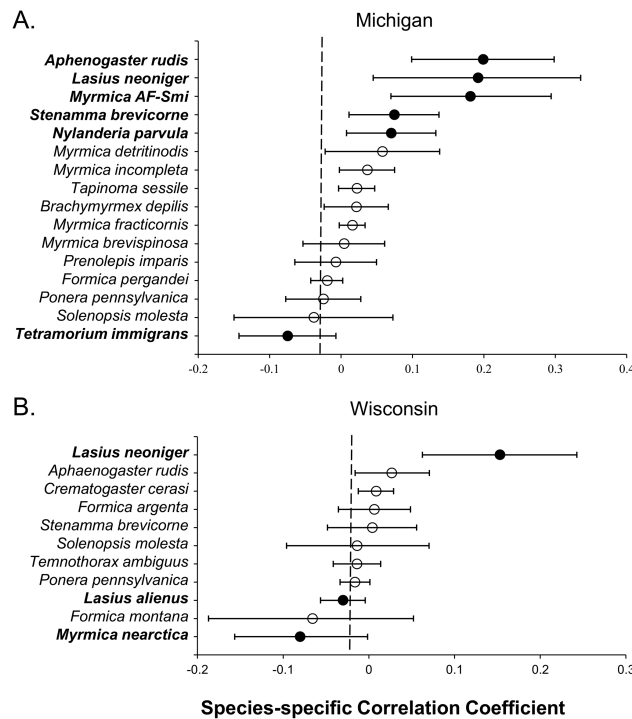 A.
Michigan
Aphenogaster rudis
Lasius neoniger
Myrmica AF-Smi
Stenamma brevicorne
Nylanderia parvula
Myrmica detritinodis
Myrmica incompleta
Tapinoma sessile
Brachymyrmex depilis
Myrmica fracticornis
Myrmica brevispinosa
Prenolepis imparis
Formica pergandei
Ponera pennsylvanica
Solenopsis molesta
Tetramorium immigrans
-0.2 -0.1 0 0.1 0.2 0.3 0.4
B.
Wisconsin
Lasius neoniger
Aphaenogaster rudis
Crematogaster cerasi
Formica argenta
Stenamma brevicorne
Solenopsis molesta
Temnothorax ambiguus
Ponera pennsylvanica
Lasius alienus
Formica montana
Myrmica nearctica
-0.2 -0.1 0 0.1 0.2 0.3
Species-specific Correlation Coefficient